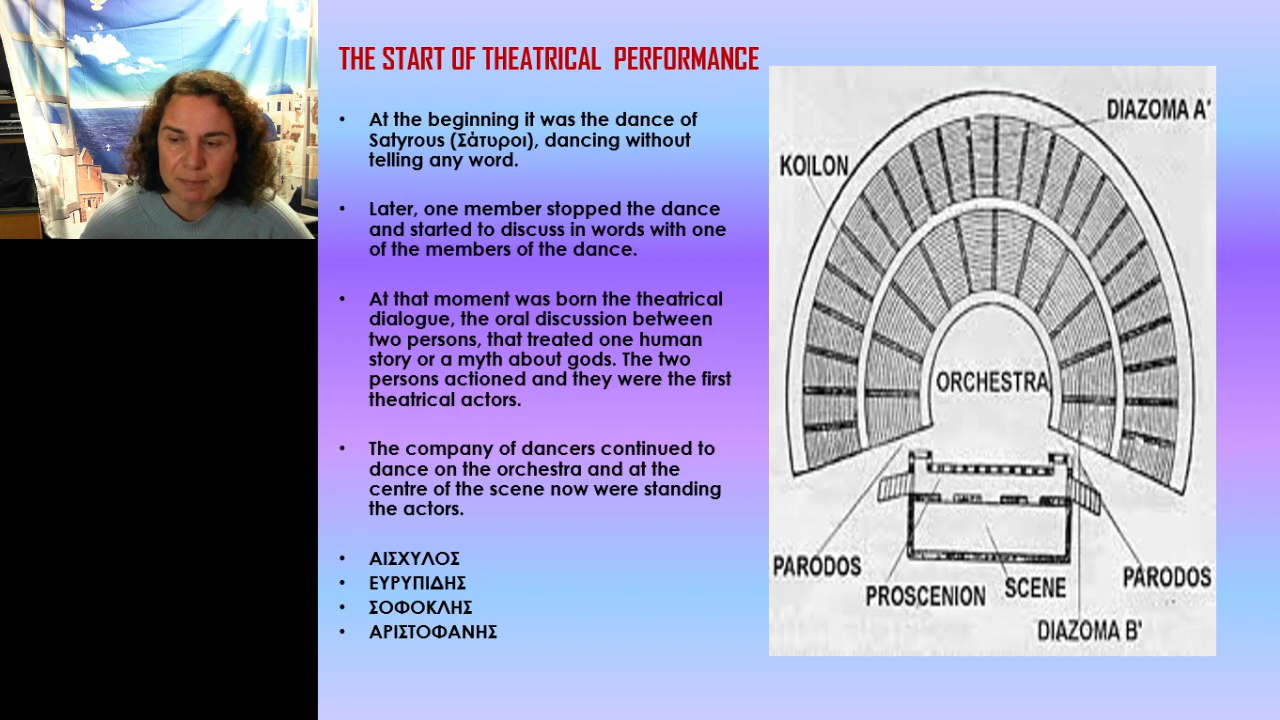 THE START OF THEATRICAL PERFORMANCE
• At the beginning it was the dance of
Satyrous (Σάτυροι), dancing without
telling any word.
• Later, one member stopped the dance
and started to discuss in words with one
of the members of the dance.
• At that moment was born the theatrical
dialogue, the oral discussion between
two persons, that treated one human
story or a myth about gods. The two
persons actioned and they were the first
theatrical actors.
• The company of dancers continued to
dance on the orchestra and at the
centre of the scene now were standing
the actors.
• ΑΙΣΧΥΛΟΣ
• ΕΥΡΥΠΙΔΗΣ
• ΣΟΦΟΚΛΗΣ
• ΑΡΙΣΤΟΦΑΝΗΣ
DIAZOMA A'
KOILON
ORCHESTRA
PARODOS
PROSCENION
SCENE
PARODOS
DIAZOMA B'